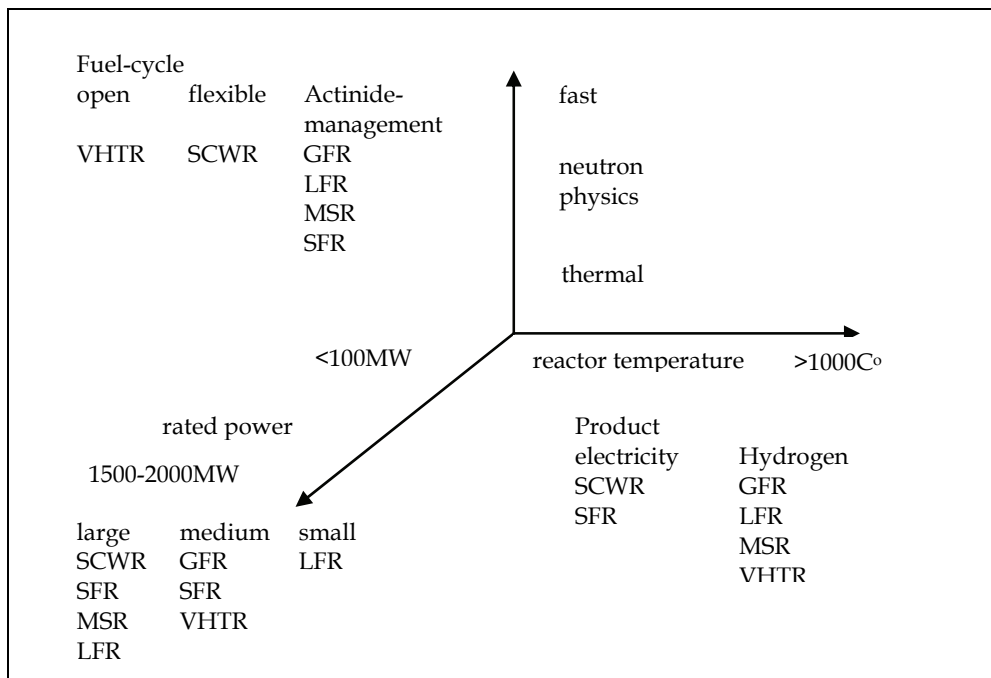 Fuel-cycle
open flexible Actinide-
management
VHTR SCWR GFR
LFR
MSR
SFR
fast
neutron
physics
thermal
<100MW
reactor temperature >1000Cº
rated power
1500-2000MW
large medium small
SCWR GFR LFR
SFR SFR
MSR VHTR
LFR
Product
electricity Hydrogen
SCWR GFR
SFR LFR
MSR
VHTR